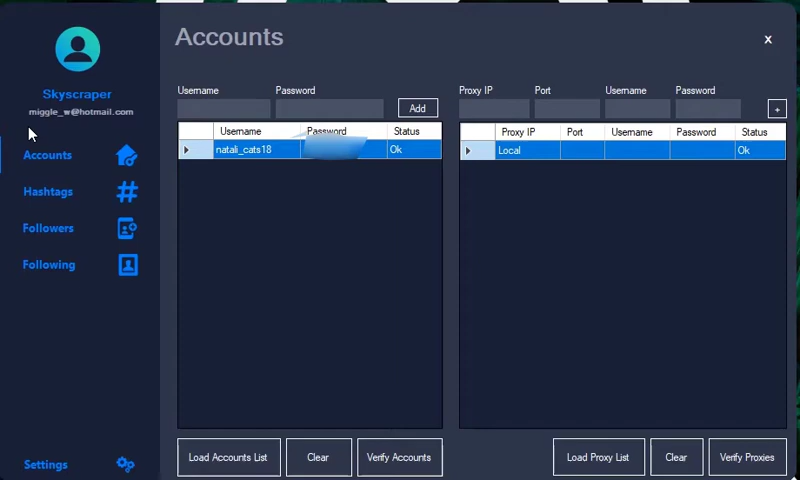 Accounts
x
Skyscraper
miggle_w@hotmail.com
Accounts
Hashtags
Followers
Following
Settings
Username Password
Add
Username Password Status
natali_cats18 Ok
Load Accounts List Clear Verify Accounts
Proxy IP Port Username Password
+
Proxy IP Port Username Password Status
Local Ok
Load Proxy List Clear Verify Proxies